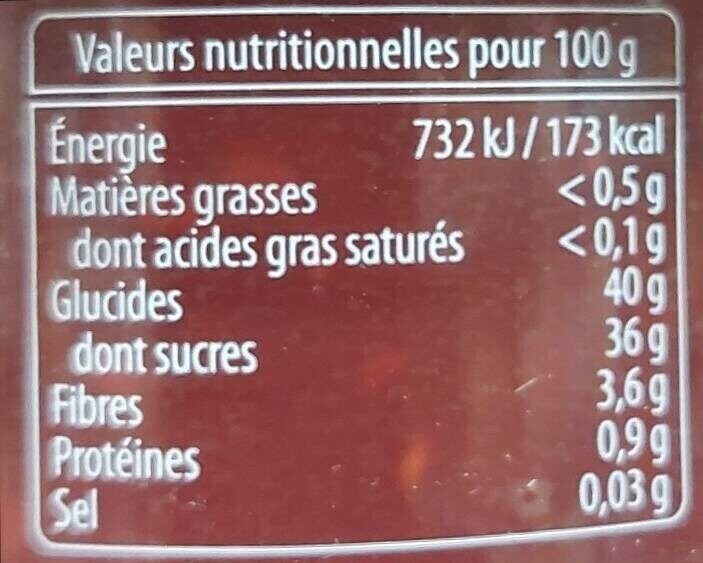 Valeurs nutritionnelles pour 100 g
Énergie 732 kJ / 173 kcal
Matières grasses < 0,5 g
dont acides gras saturés < 0,1 g
Glucides 40 g
dont sucres 36 g
Fibres 3,6 g
Protéines 0,9 g
Sel 0,03 g